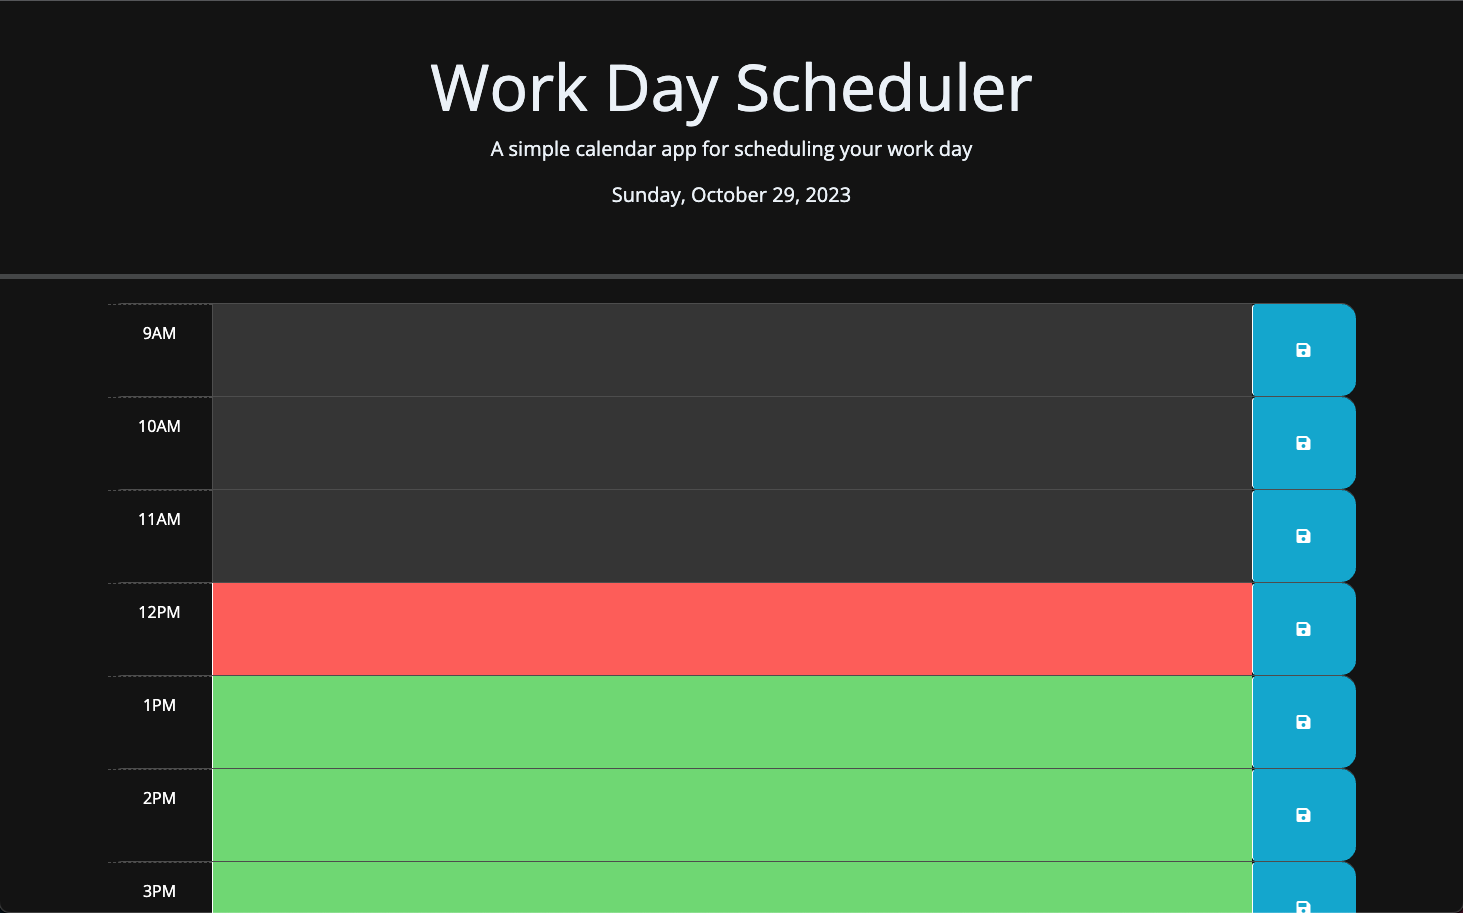 Work Day Scheduler
A simple calendar app for scheduling your work day
Sunday, October 29, 2023
9AM
10AM
11AM
12PM
1PM
2PM
3PM